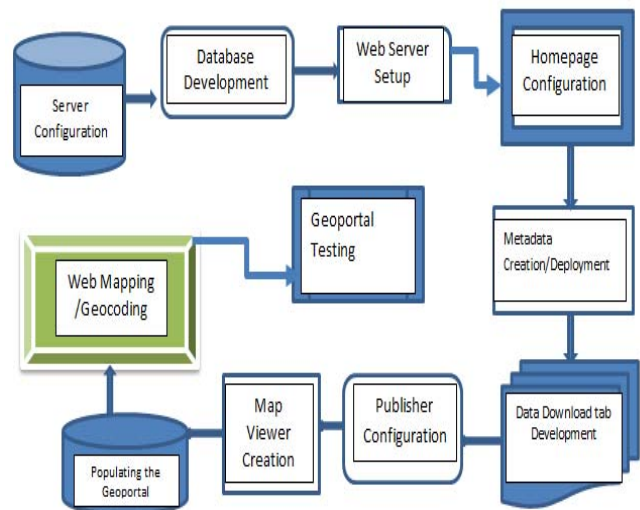 Server
Configuration
Database
Development
Web Server
Setup
Homepage
Configuration
Metadata
Creation/Deployment
Data Download tab
Development
Publisher
Configuration
Map
Viewer
Creation
Populating the
Geoportal
Web Mapping
/Geocoding
Geoportal
Testing